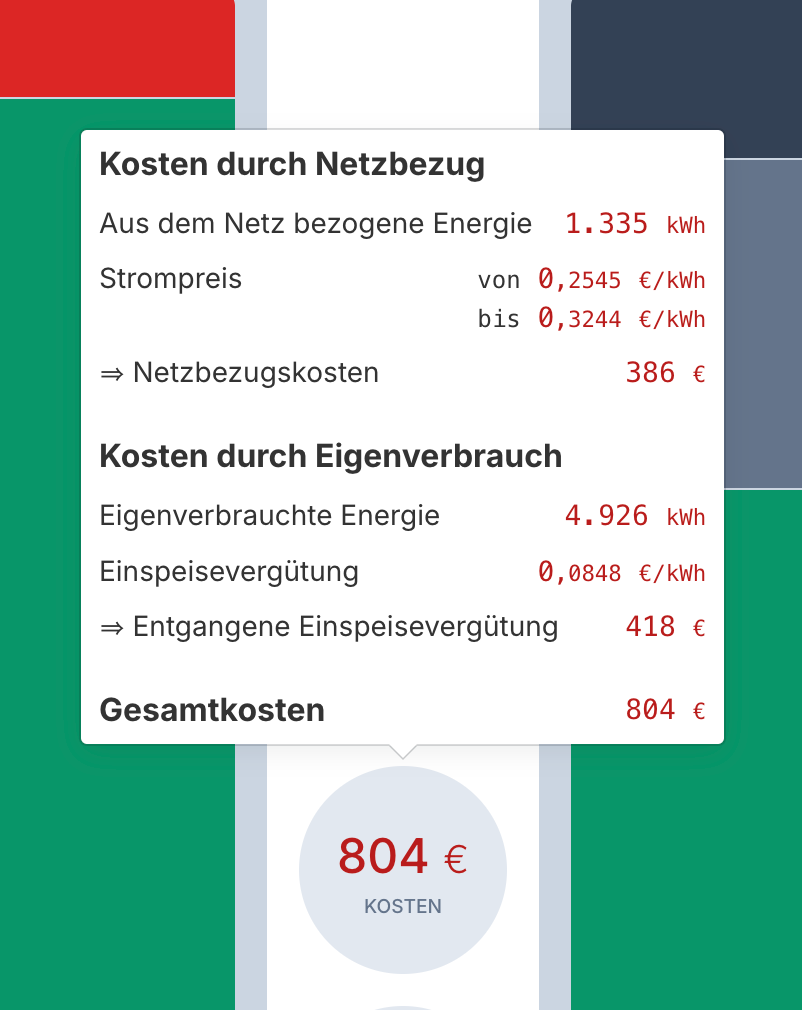 Kosten durch Netzbezug
Aus dem Netz bezogene Energie 1.335 kWh
Strompreis von 0,2545 €/kWh
bis 0,3244 €/kWh
⇒ Netzbezugskosten 386 €
Kosten durch Eigenverbrauch
Eigenverbrauchte Energie 4.926 kWh
Einspeisevergütung 0,0848 €/kWh
⇒ Entgangene Einspeisevergütung 418 €
Gesamtkosten 804 €
804 €
KOSTEN